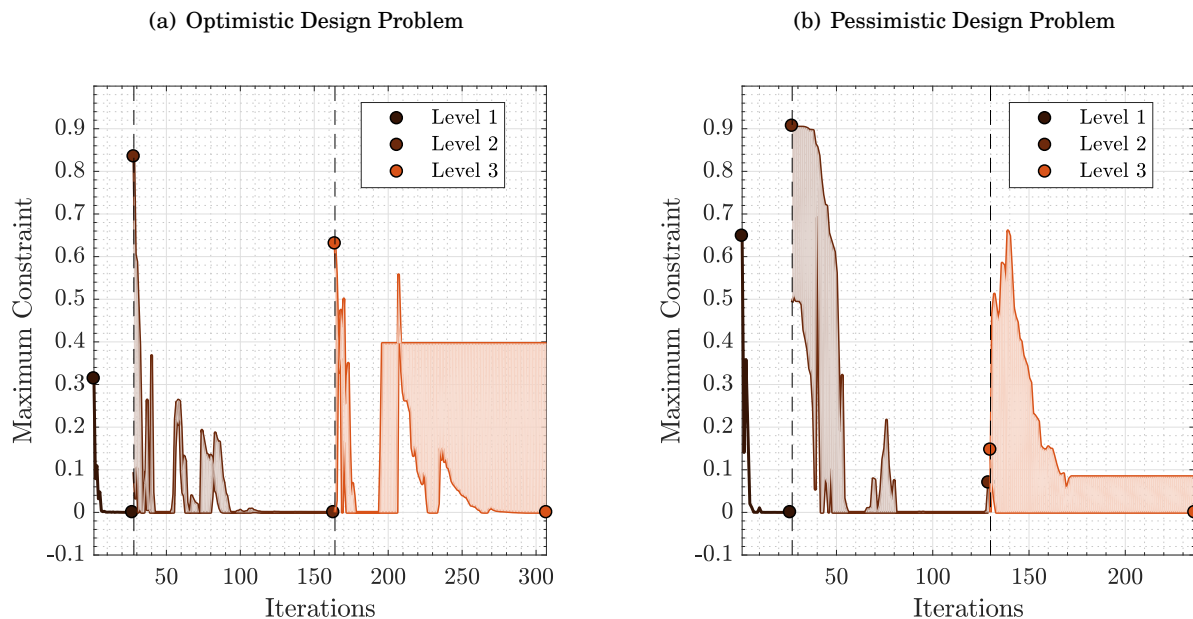 (a) Optimistic Design Problem
Maximum Constraint
0.9
0.8
0.7
0.6
0.5
0.4
0.3
0.2
0.1
0
-0.1
Level 1
Level 2
Level 3
50 100 150 200 250 300
Iterations
(b) Pessimistic Design Problem
Maximum Constraint
0.9
0.8
0.7
0.6
0.5
0.4
0.3
0.2
0.1
0
-0.1
Level 1
Level 2
Level 3
50 100 150 200
Iterations